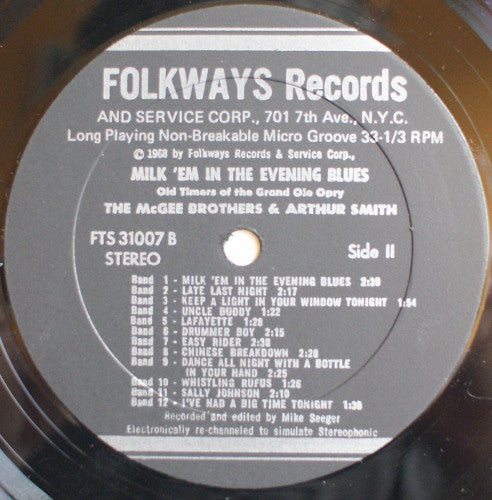 FOLKWAYS Records
AND SERVICE CORP., 701 7th Ave., N.Y.C.
Long Playing Non-Breakable Micro Groove 33-1/3 RPM
© 1968 by Folkways Records & Service Corp.,
MILK 'EM IN THE EVENING BLUES
Old Timers of the Grand Ole Opry
THE McGEE BROTHERS & ARTHUR SMITH
FTS 31007 B
STEREO
Side II
Band 1 - MILK 'EM IN THE EVENING BLUES 2:39
Band 2 - LATE LAST NIGHT 2:17
Band 3 - KEEP A LIGHT IN YOUR WINDOW TONIGHT 1:54
Band 4 - UNCLE BUDDY 1:22
Band 5 - LAFAYETTE 1:28
Band 6 - DRUMMER BOY 2:15
Band 7 - EASY RIDER 2:38
Band 8 - CHINESE BREAKDOWN 2:28
Band 9 - DANCE ALL NIGHT WITH A BOTTLE
IN YOUR HAND 2:25
Band 10 - WHISTLING RUFUS 1:26
Band 11 - SALLY JOHNSON 2:10
Band 12 - I'VE HAD A BIG TIME TONIGHT 1:38
Recorded and edited by Mike Seeger
Electronically re-channeled to simulate Stereophonic